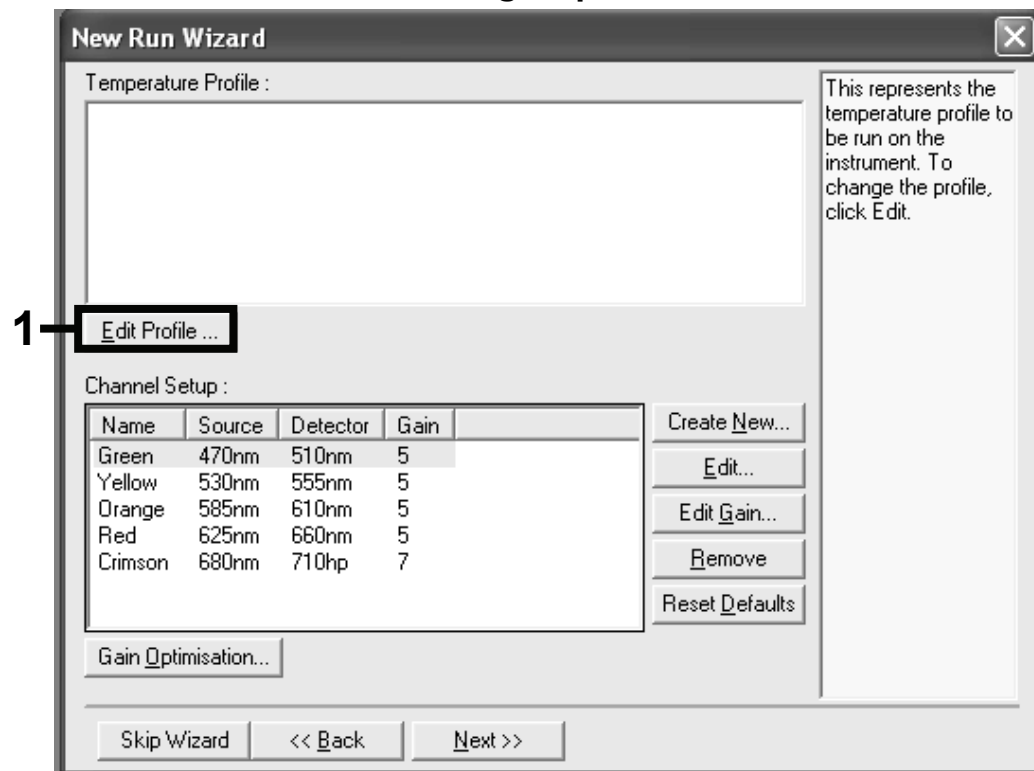 New Run Wizard
Temperature Profile :
This represents the
temperature profile to
be run on the
instrument. To
change the profile,
click Edit.
1
Edit Profile ...
Channel Setup :
Name Source Detector Gain
Green 470nm 510nm 5
Yellow 530nm 555nm 5
Orange 585nm 610nm 5
Red 625nm 660nm 5
Crimson 680nm 710hp 7
Create New...
Edit...
Edit Gain...
Remove
Reset Defaults
Gain Optimisation...
Skip Wizard
<< Back
Next >>